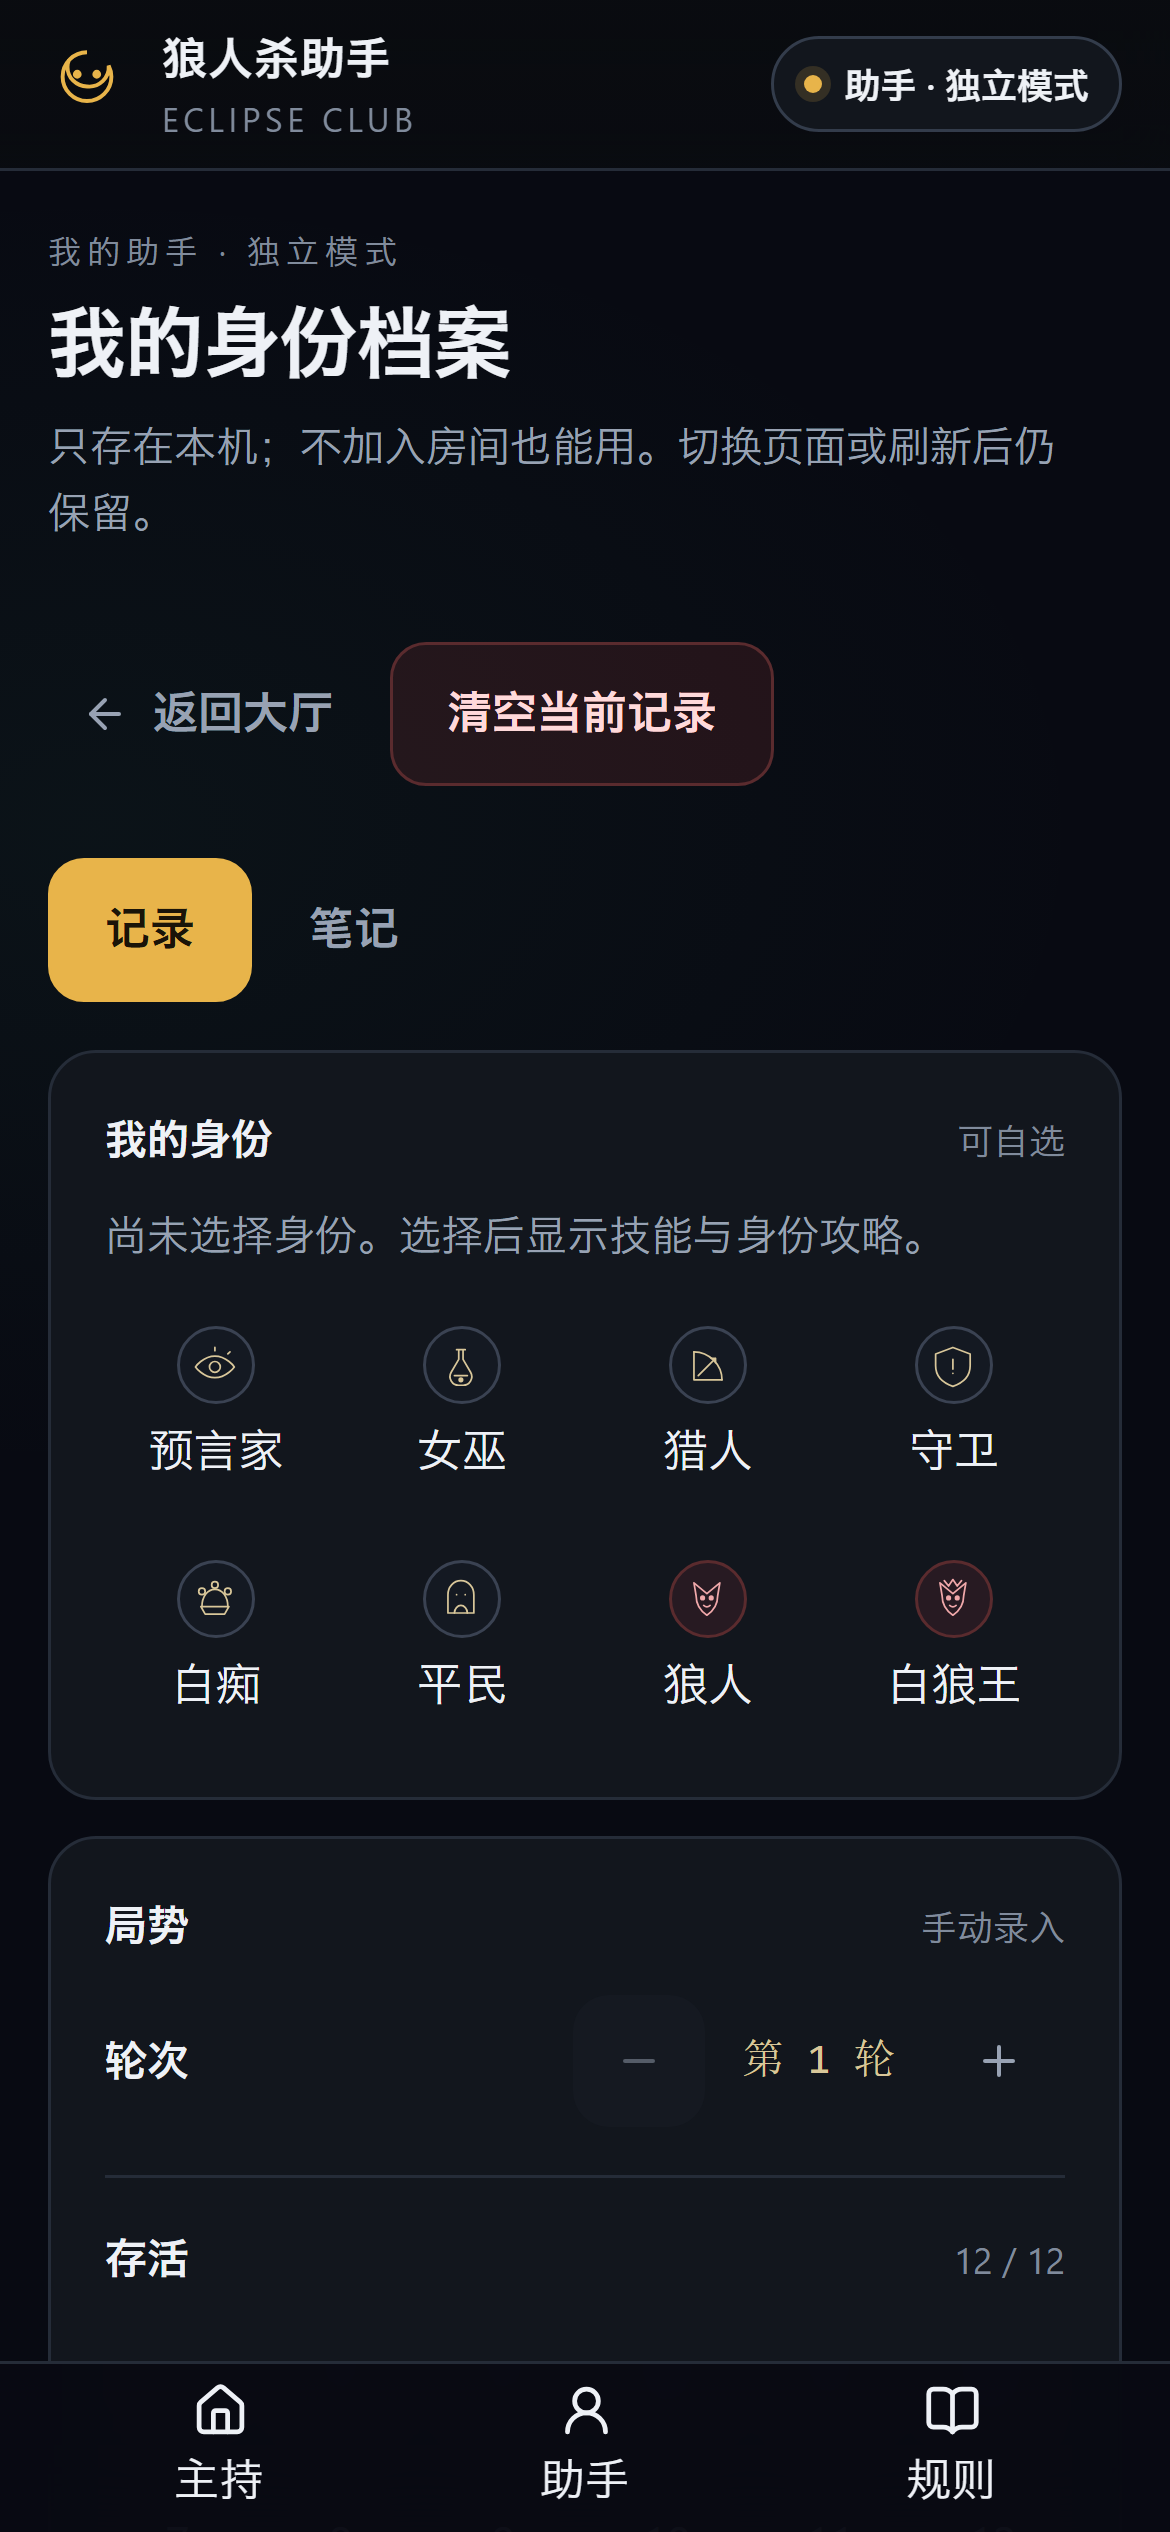 狼人杀助手
ECLIPSE CLUB
助手 · 独立模式
我的助手 · 独立模式
我的身份档案
只存在本机；不加入房间也能用。切换页面或刷新后仍
保留。
返回大厅
清空当前记录
记录
笔记
我的身份
可自选
尚未选择身份。选择后显示技能与身份攻略。
预言家
女巫
猎人
守卫
白痴
平民
狼人
白狼王
局势
手动录入
轮次
第 1 轮
存活
12 / 12
主持
助手
规则